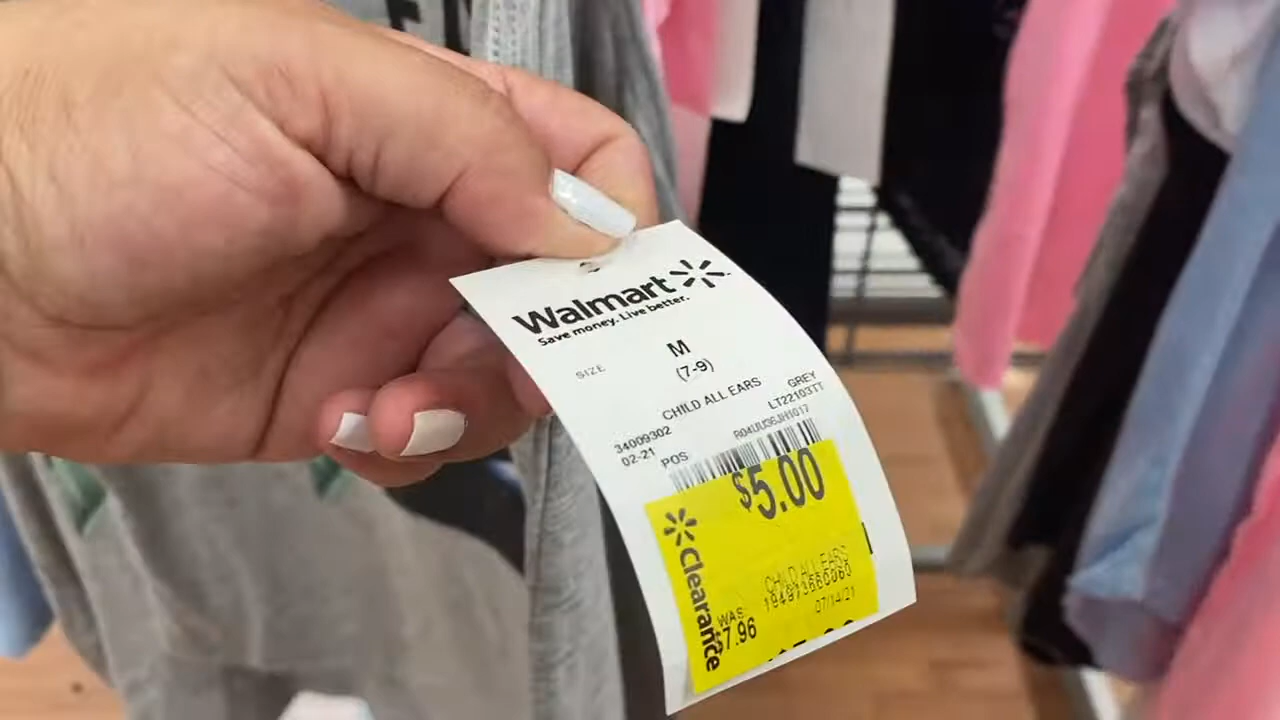 Walmart
Save money. Live better.
SIZE M
(7-9)
CHILD ALL EARS GREY
34009302 LT22103TT
02-21 POS R04UU36JH1017
$5.00
Clearance
CHILD ALL EARS
WAS
$7.96
07/14/21